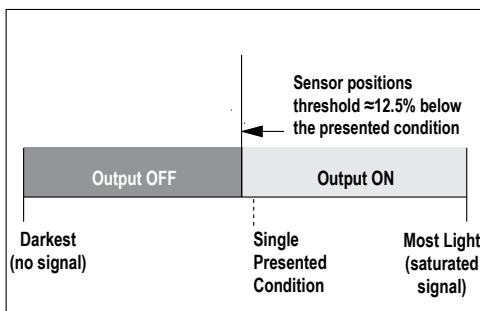 Sensor positions
threshold ≈12.5% below
the presented condition
Output OFF
Output ON
Darkest
(no signal)
Single
Presented
Condition
Most Light
(saturated
signal)